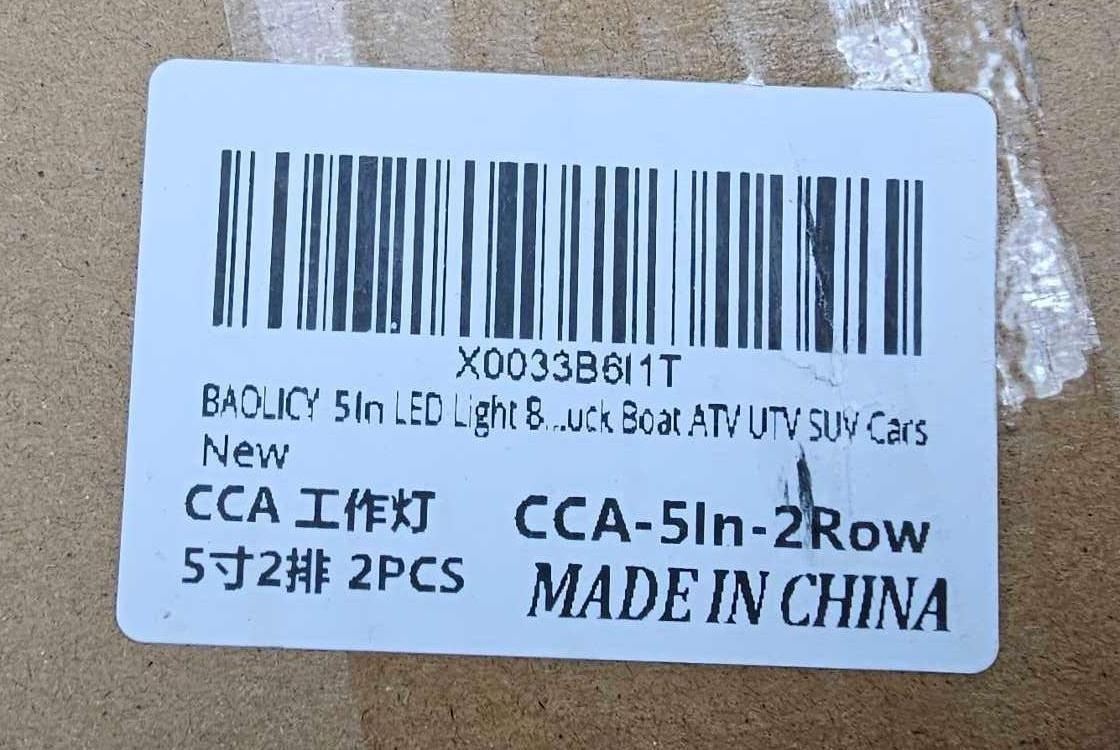 X0033B6I1T
BAOLICY 5In LED Light B...uck Boat ATV UTV SUV Cars
New
CCA 工作灯 CCA-5In-2Row
5寸2排 2PCS MADE IN CHINA